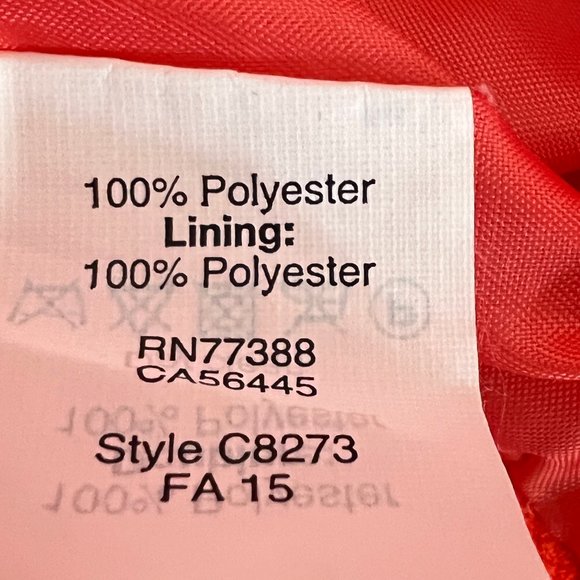 100% Polyester
Lining:
100% Polyester
RN77388
CA56445
Style C8273
FA 15